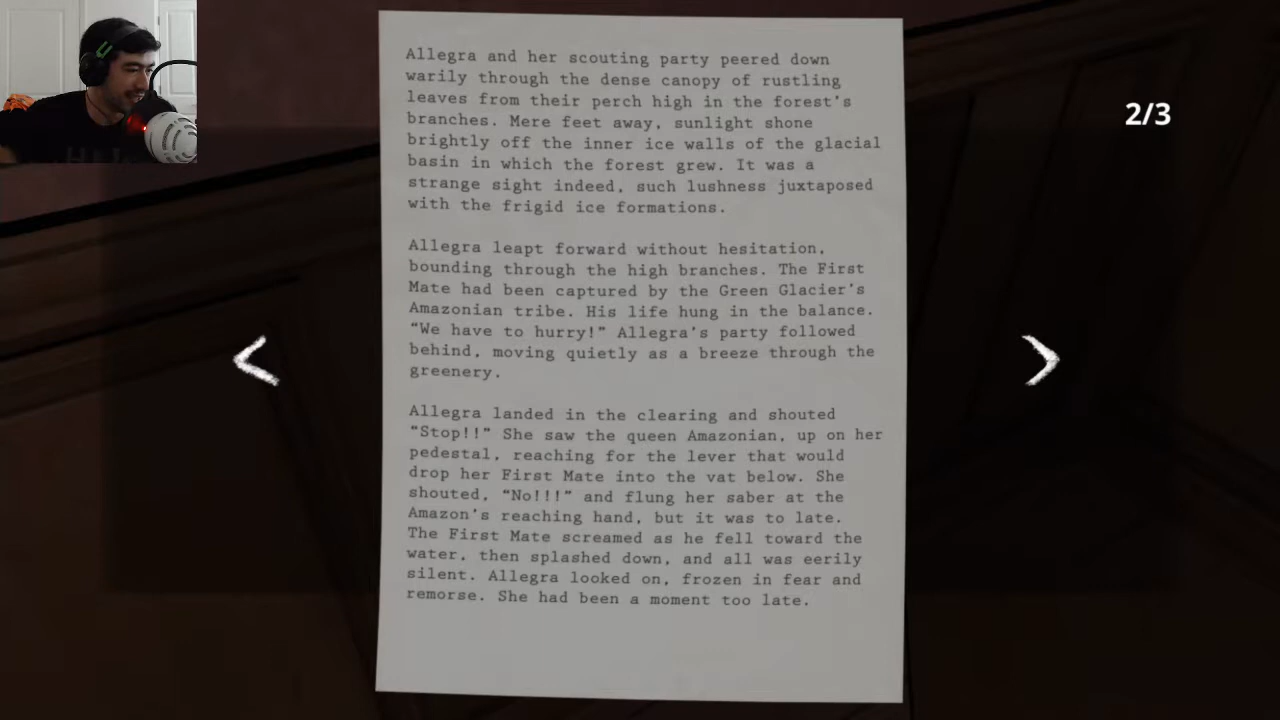 Allegra and her scouting party peered down
warily through the dense canopy of rustling
leaves from their perch high in the forest's
branches. Mere feet away, sunlight shone
brightly off the inner ice walls of the glacial
basin in which the forest grew. It was a
strange sight indeed, such lushness juxtaposed
with the frigid ice formations.
Allegra leapt forward without hesitation,
bounding through the high branches. The First
Mate had been captured by the Green Glacier's
Amazonian tribe. His life hung in the balance.
"We have to hurry!" Allegra's party followed
behind, moving quietly as a breeze through the
greenery.
Allegra landed in the clearing and shouted
"Stop!!" She saw the queen Amazonian, up on her
pedestal, reaching for the lever that would
drop her First Mate into the vat below. She
shouted, "No!!!" and flung her saber at the
Amazon's reaching hand, but it was to late.
The First Mate screamed as he fell toward the
water, then splashed down, and all was eerily
silent. Allegra looked on, frozen in fear and
remorse. She had been a moment too late.
2/3